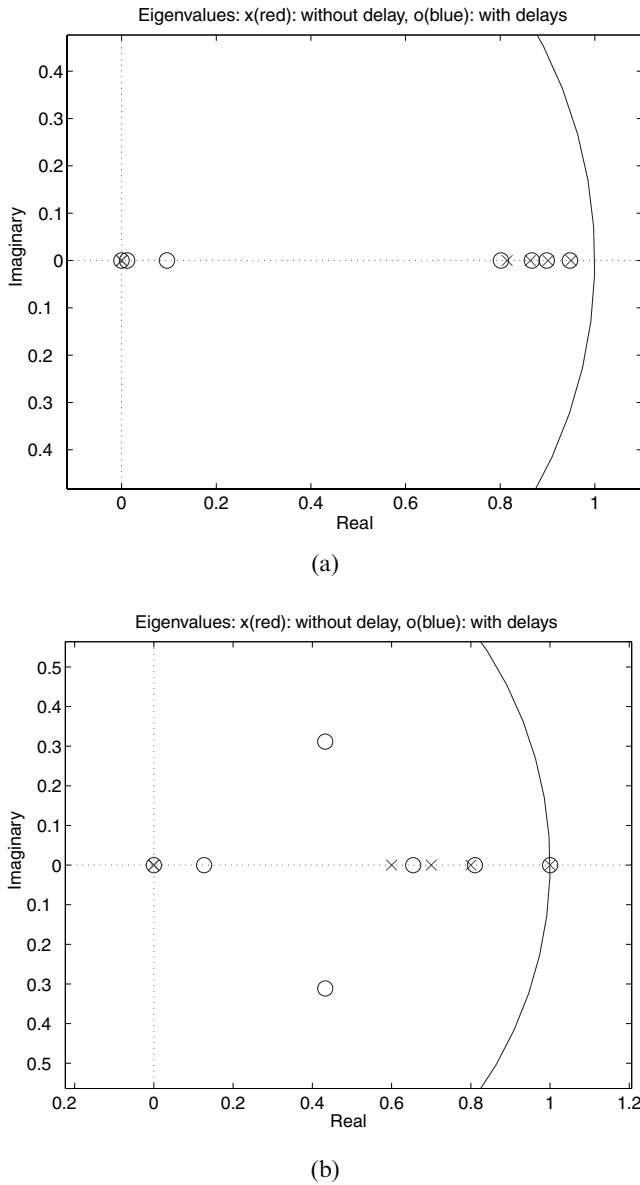 Eigenvalues: x(red): without delay, o(blue): with delays
0.4
0.3
0.2
0.1
0
0.1
0.2
0.3
0.4
Imaginary
0 0.2 0.4 0.6 0.8 1
Real
(a)
Eigenvalues: x(red): without delay, o(blue): with delays
0.5
0.4
0.3
0.2
0.1
0
0.1
0.2
0.3
0.4
0.5
Imaginary
0.2 0 0.2 0.4 0.6 0.8 1 1.2
Real
(b)